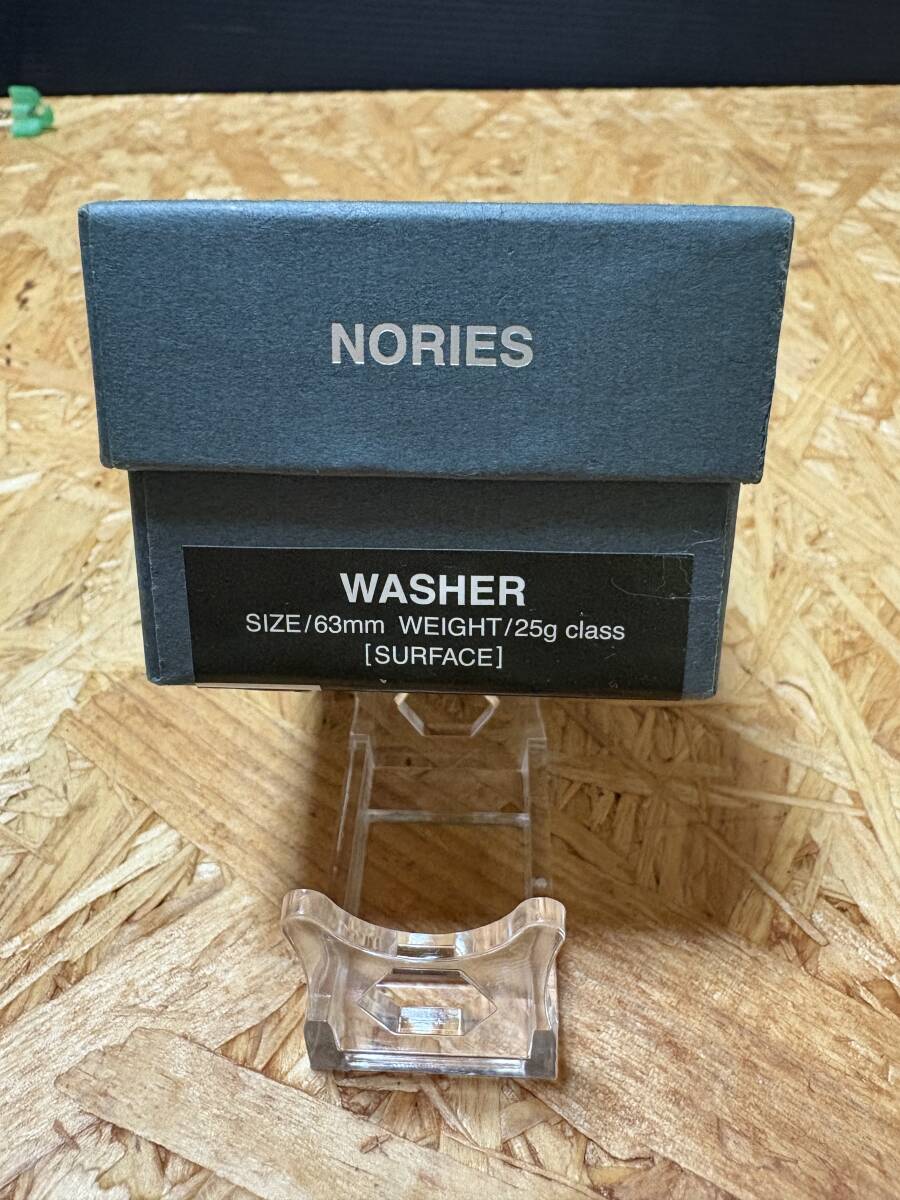 NORIES
WASHER
SIZE/63mm WEIGHT/25g class
[SURFACE]